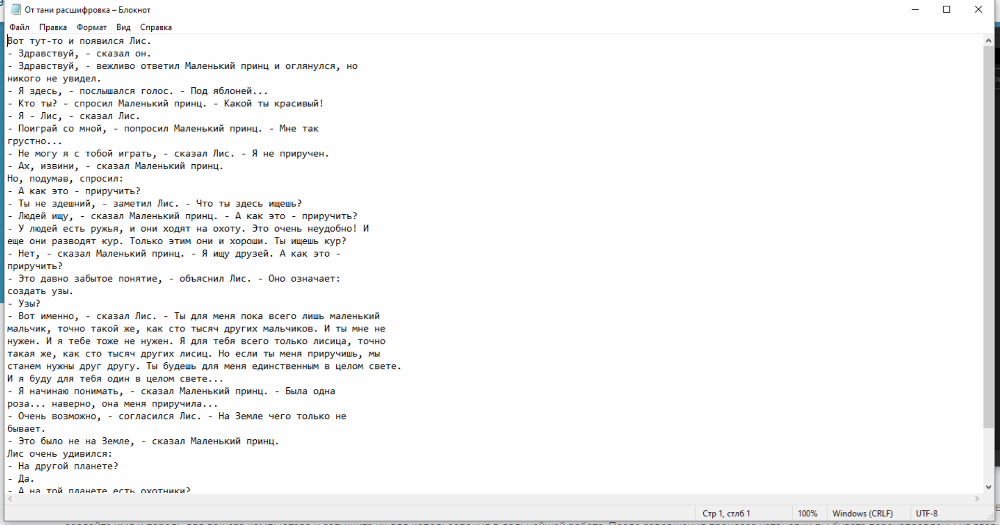 От тани расшифровка – Блокнот
Файл Правка Формат Вид Справка
Вот тут-то и появился Лис.
- Здравствуй, - сказал он.
- Здравствуй, - вежливо ответил Маленький принц и оглянулся, но
никого не увидел.
- Я здесь, - послышался голос. - Под яблоней...
- Кто ты? - спросил Маленький принц. - Какой ты красивый!
- Я - Лис, - сказал Лис.
- Поиграй со мной, - попросил Маленький принц. - Мне так
грустно...
- Не могу я с тобой играть, - сказал Лис. - Я не приручен.
- Ах, извини, - сказал Маленький принц.
Но, подумав, спросил:
- А как это - приручить?
- Ты не здешний, - заметил Лис. - Что ты здесь ищешь?
- Людей ищу, - сказал Маленький принц. - А как это - приручить?
- У людей есть ружья, и они ходят на охоту. Это очень неудобно! И
еще они разводят кур. Только этим они и хороши. Ты ищешь кур?
- Нет, - сказал Маленький принц. - Я ищу друзей. А как это -
приручить?
- Это давно забытое понятие, - объяснил Лис. - Оно означает:
создать узы.
- Узы?
- Вот именно, - сказал Лис. - Ты для меня пока всего лишь маленький
мальчик, точно такой же, как сто тысяч других мальчиков. И ты мне не
нужен. И я тебе тоже не нужен. Я для тебя всего только лисица, точно
такая же, как сто тысяч других лисиц. Но если ты меня приручишь, мы
станем нужны друг другу. Ты будешь для меня единственным в целом свете.
И я буду для тебя один в целом свете...
- Я начинаю понимать, - сказал Маленький принц. - Была одна
роза... наверно, она меня приручила...
- Очень возможно, - согласился Лис. - На Земле чего только не
бывает.
- Это было не на Земле, - сказал Маленький принц.
Лис очень удивился:
- На другой планете?
- Да.
- А на той планете есть охотники?
Стр 1, стлб 1 100% Windows (CRLF) UTF-8